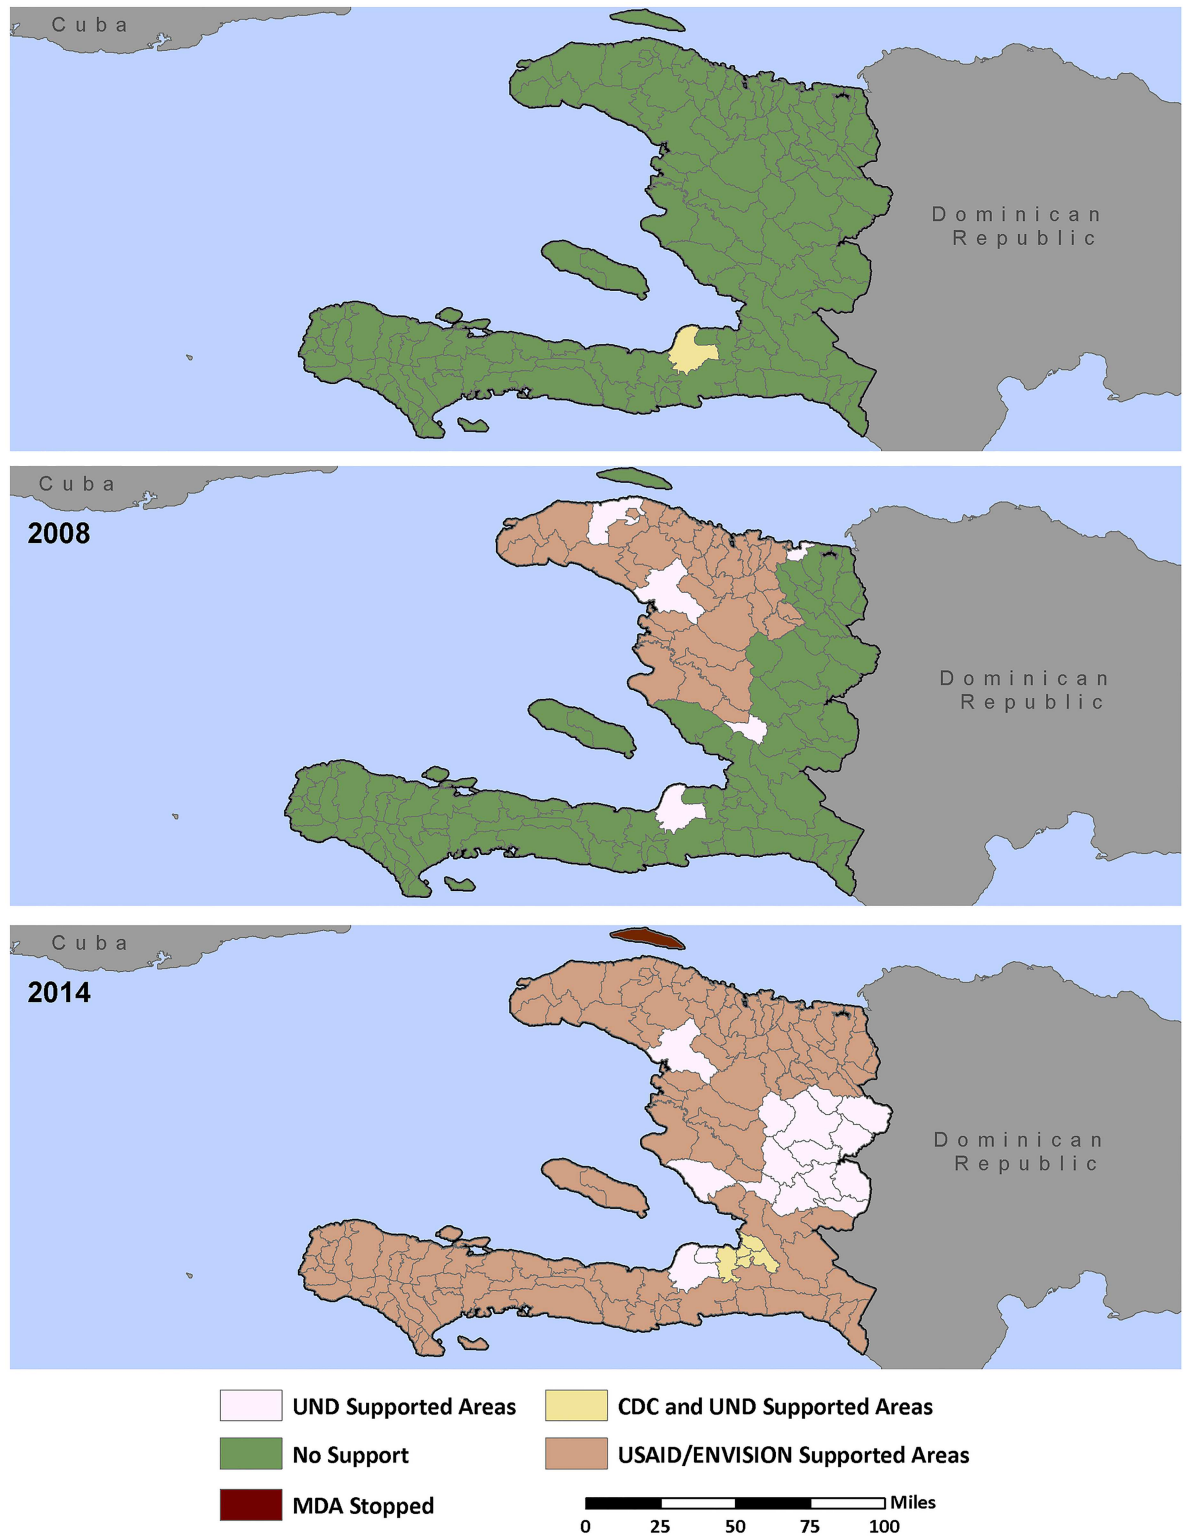 Cuba
Dominican
Republic
Cuba
2008
Dominican
Republic
Cuba
2014
Dominican
Republic
UND Supported Areas
CDC and UND Supported Areas
No Support
USAID/ENVISION Supported Areas
MDA Stopped
Miles
0 25 50 75 100